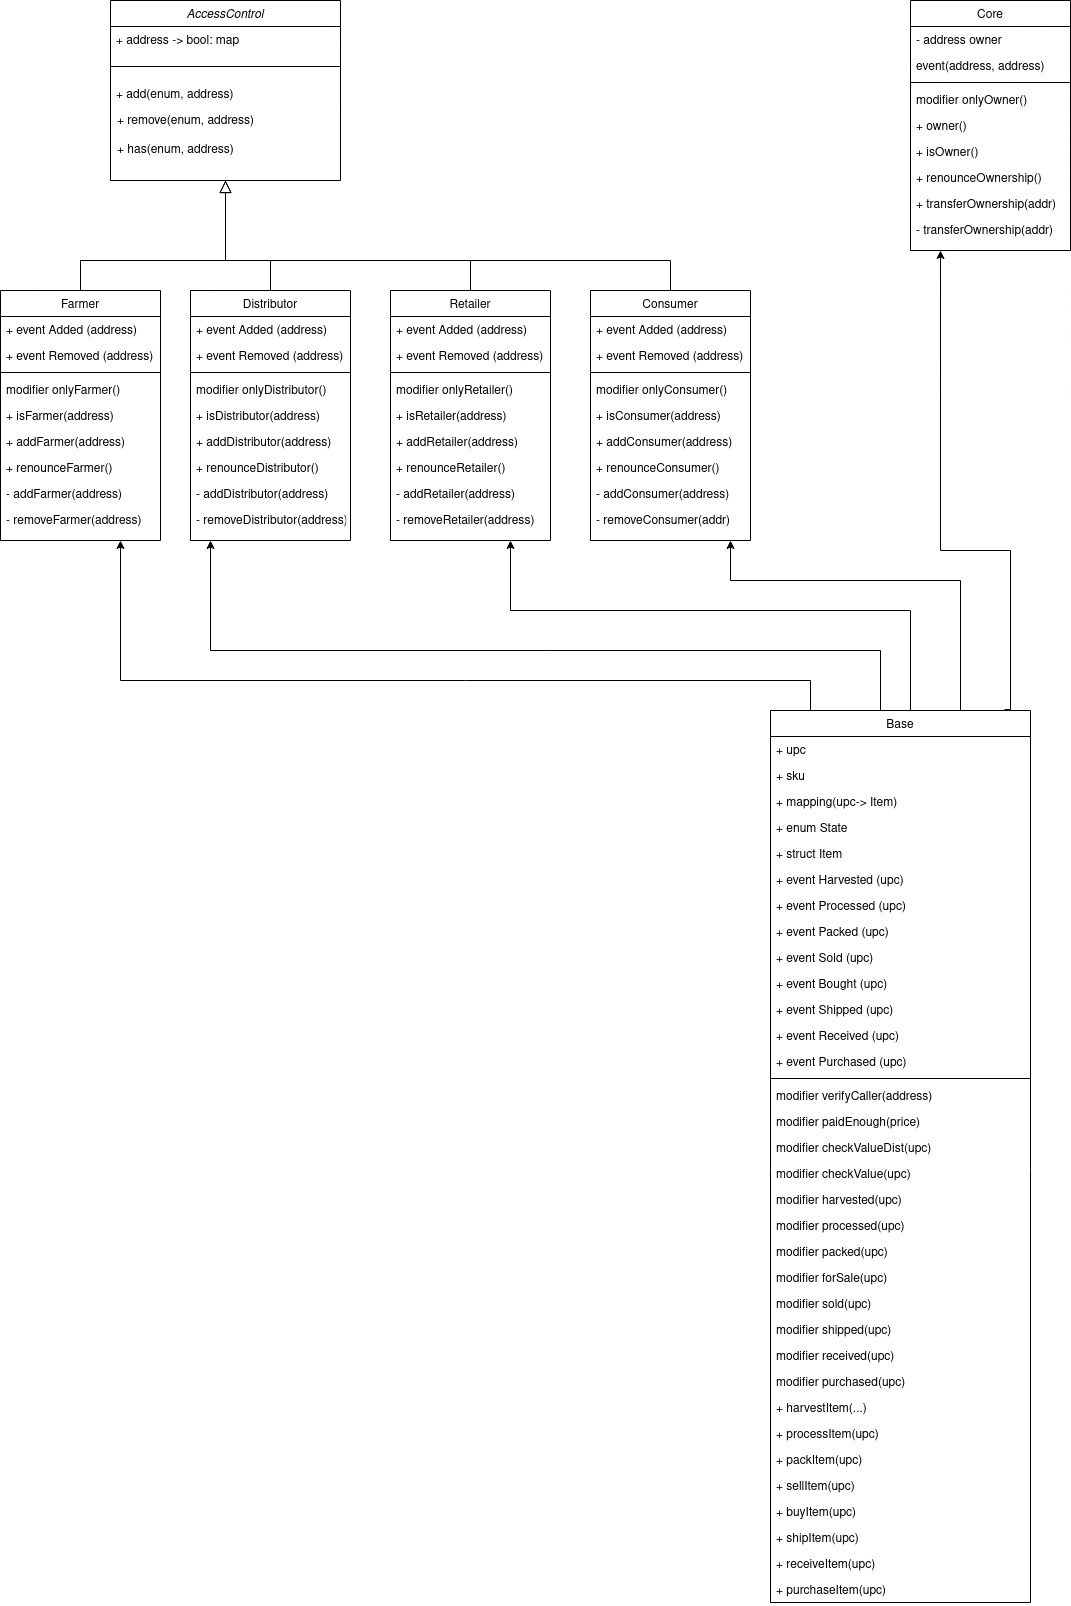 AccessControl
+ address -> bool: map
+ add(enum, address)
+ remove(enum, address)
+ has(enum, address)
Core
- address owner
event(address, address)
modifier onlyOwner()
+ owner()
+ isOwner()
+ renounceOwnership()
+ transferOwnership(addr)
- transferOwnership(addr)
Farmer
+ event Added (address)
+ event Removed (address)
modifier onlyFarmer()
+ isFarmer(address)
+ addFarmer(address)
+ renounceFarmer()
- addFarmer(address)
- removeFarmer(address)
Distributor
+ event Added (address)
+ event Removed (address)
modifier onlyDistributor()
+ isDistributor(address)
+ addDistributor(address)
+ renounceDistributor()
- addDistributor(address)
- removeDistributor(address)
Retailer
+ event Added (address)
+ event Removed (address)
modifier onlyRetailer()
+ isRetailer(address)
+ addRetailer(address)
+ renounceRetailer()
- addRetailer(address)
- removeRetailer(address)
Consumer
+ event Added (address)
+ event Removed (address)
modifier onlyConsumer()
+ isConsumer(address)
+ addConsumer(address)
+ renounceConsumer()
- addConsumer(address)
- removeConsumer(addr)
Base
+ upc
+ sku
+ mapping(upc-> Item)
+ enum State
+ struct Item
+ event Harvested (upc)
+ event Processed (upc)
+ event Packed (upc)
+ event Sold (upc)
+ event Bought (upc)
+ event Shipped (upc)
+ event Received (upc)
+ event Purchased (upc)
modifier verifyCaller(address)
modifier paidEnough(price)
modifier checkValueDist(upc)
modifier checkValue(upc)
modifier harvested(upc)
modifier processed(upc)
modifier packed(upc)
modifier forSale(upc)
modifier sold(upc)
modifier shipped(upc)
modifier received(upc)
modifier purchased(upc)
+ harvestItem(...)
+ processItem(upc)
+ packItem(upc)
+ sellItem(upc)
+ buyItem(upc)
+ shipItem(upc)
+ receiveItem(upc)
+ purchaseItem(upc)